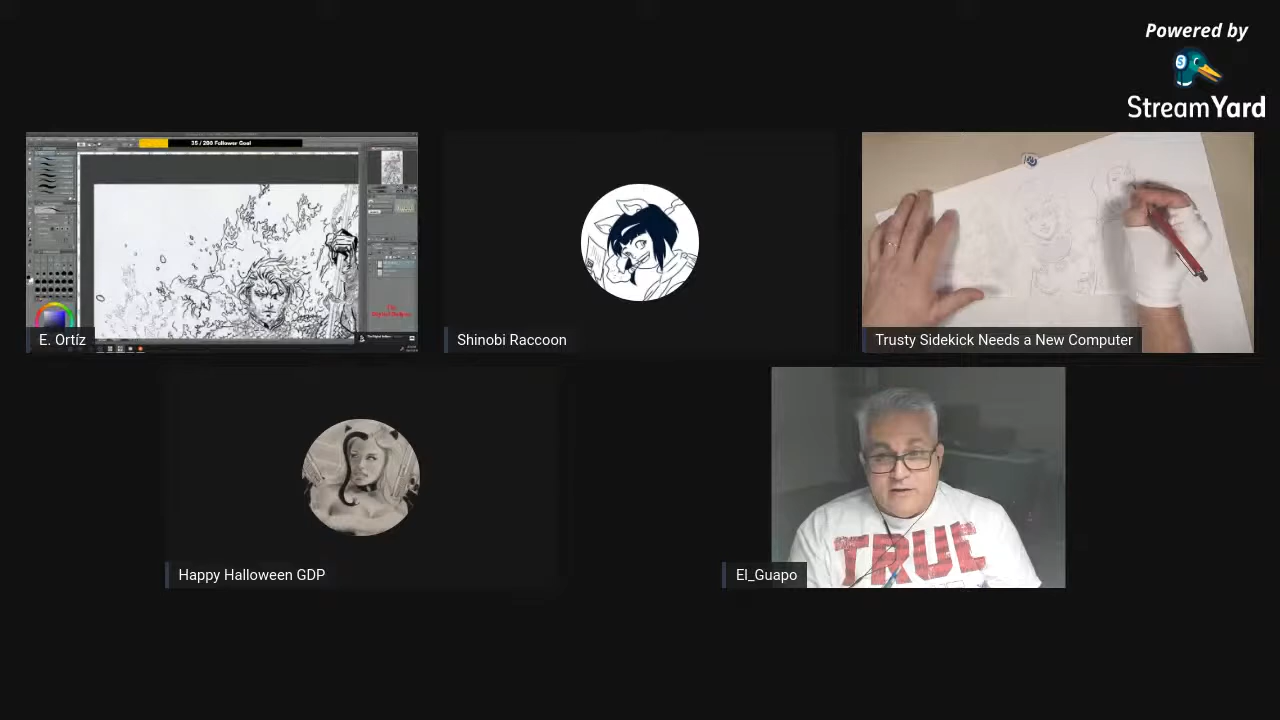 Powered by
StreamYard
35 / 200 Follower Goal
E. Ortíz
Shinobi Raccoon
Trusty Sidekick Needs a New Computer
Happy Halloween GDP
El_Guapo
TRUE